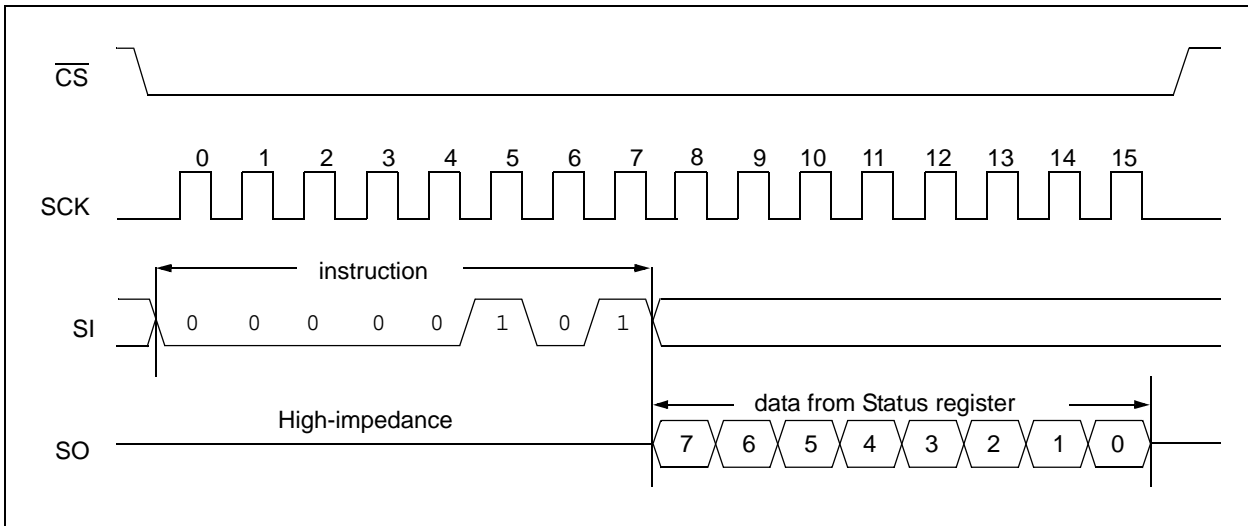 CS
0 1 2 3 4 5 6 7 8 9 10 11 12 13 14 15
SCK
instruction
SI
0 0 0 0 0 1 0 1
data from Status register
High-impedance
SO
7 6 5 4 3 2 1 0